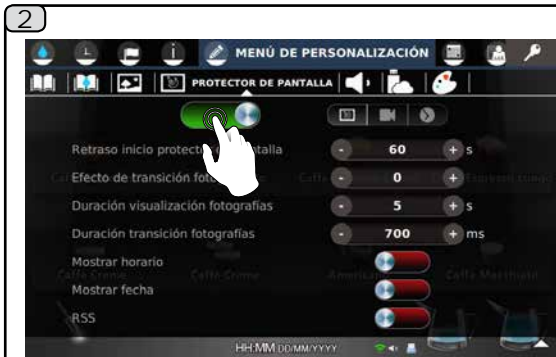 2
MENÚ DE PERSONALIZACIÓN
PROTECTOR DE PANTALLA
Retraso inicio protector pantalla
- 60 + s
Efecto de transición
- 0 +
Duración visualización fotografías
- 5 + s
Duración transición fotografías
- 700 + ms
Mostrar horario
Mostrar fecha
RSS
HH:MM DD/MM/YYYY